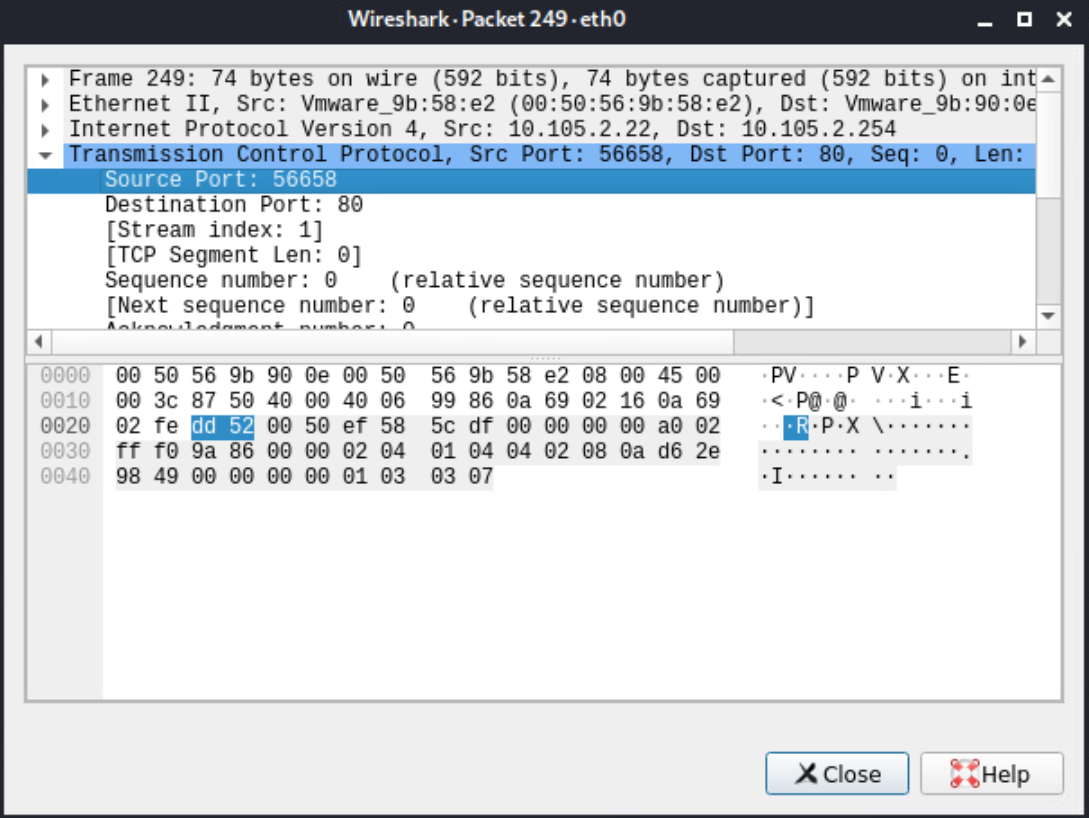 Wireshark · Packet 249 · eth0
Frame 249: 74 bytes on wire (592 bits), 74 bytes captured (592 bits) on int
Ethernet II, Src: Vmware_9b:58:e2 (00:50:56:9b:58:e2), Dst: Vmware_9b:90:0e
Internet Protocol Version 4, Src: 10.105.2.22, Dst: 10.105.2.254
Transmission Control Protocol, Src Port: 56658, Dst Port: 80, Seq: 0, Len:
Source Port: 56658
Destination Port: 80
[Stream index: 1]
[TCP Segment Len: 0]
Sequence number: 0    (relative sequence number)
[Next sequence number: 0    (relative sequence number)]
Acknowledgment number: 0
0000  00 50 56 9b 90 0e 00 50  56 9b 58 e2 08 00 45 00   ·PV····P V·X···E·
0010  00 3c 87 50 40 00 40 06  99 86 0a 69 02 16 0a 69   ·<·P@·@· ···i···i
0020  02 fe dd 52 00 50 ef 58  5c df 00 00 00 00 a0 02   ···R·P·X \·······
0030  ff f0 9a 86 00 00 02 04  01 04 04 02 08 0a d6 2e   ········ ·······.
0040  98 49 00 00 00 00 01 03  03 07   ·I······ ··
Close
Help